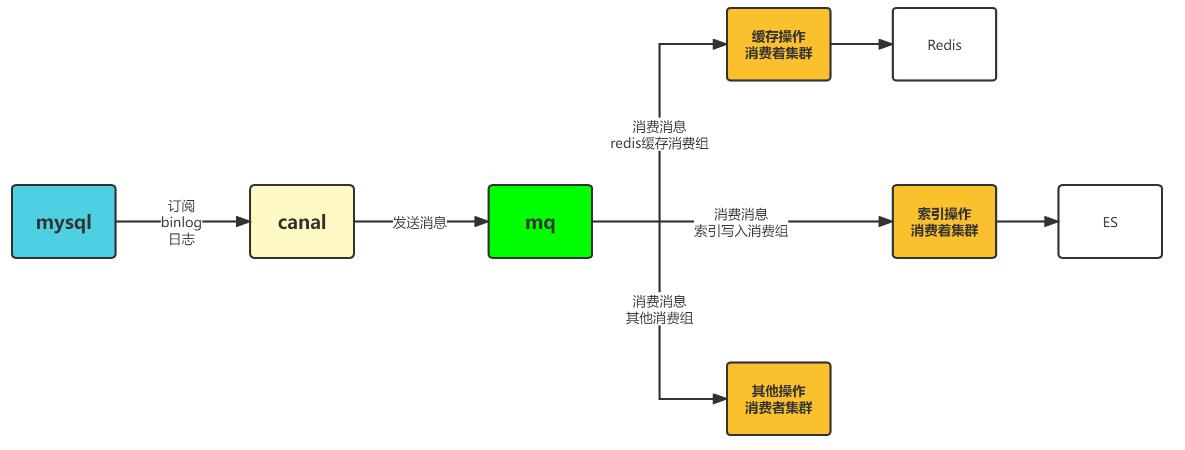 缓存操作
消费着集群
Redis
消费消息
redis缓存消费组
mysql
订阅
binlog
日志
canal
发送消息
mq
消费消息
索引写入消费组
索引操作
消费着集群
ES
消费消息
其他消费组
其他操作
消费者集群